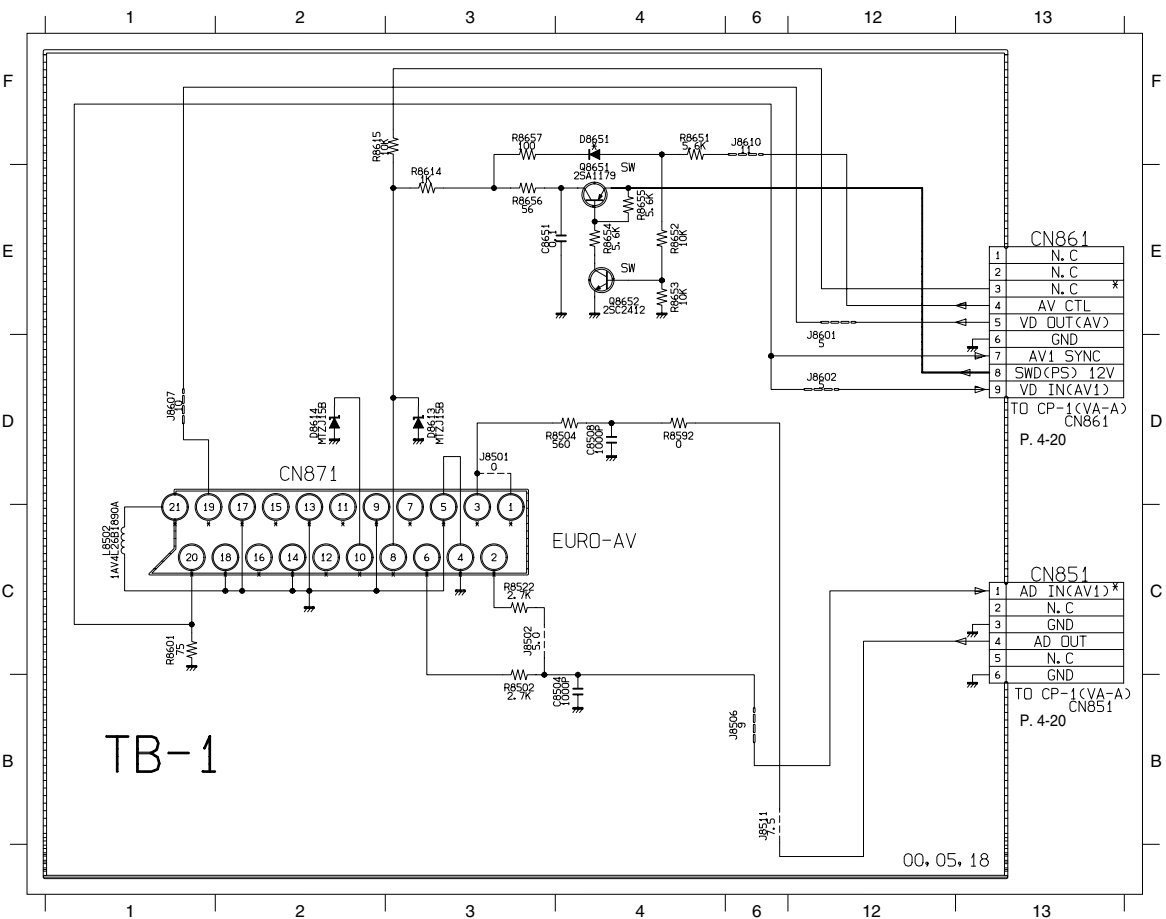 1 2 3 4 6 12 13
F F
R8615
10K
R8657
100
D8651
R8651
5.6K
J8610
11
R8614
1K
Q8651
2SA1179
SW
R8656
56
R8655
5.6K
C8651
0.1
R8654
5.6K
R8652
10K
SW
Q8652
2SC2412
R8653
10K
E E
CN861
1 N.C
2 N.C
3 N.C *
4 AV CTL
5 VD OUT(AV)
6 GND
7 AV1 SYNC
8 SWD(PS) 12V
9 VD IN(AV1)
TO CP-1(VA-A)
CN861
P. 4-20
J8601
5
J8602
5
D D
J8607
10
D8614
MTZJ15B
D8613
MTZJ15B
R8504
560
C8508
1000P
R8592
0
J8501
0
CN871
21 19 17 15 13 11 9 7 5 3 1
20 18 16 14 12 10 8 6 4 2
EURO-AV
L8502
1AV4L26B1890A
C C
R8601
75
R8522
2.7K
J8502
5.0
R8502
2.7K
C8504
1000P
CN851
1 AD IN(AV1) *
2 N.C
3 GND
4 AD OUT
5 N.C
6 GND
TO CP-1(VA-A)
CN851
P. 4-20
J8506
9
B B
TB-1
J8511
7.5
00,05,18
1 2 3 4 6 12 13